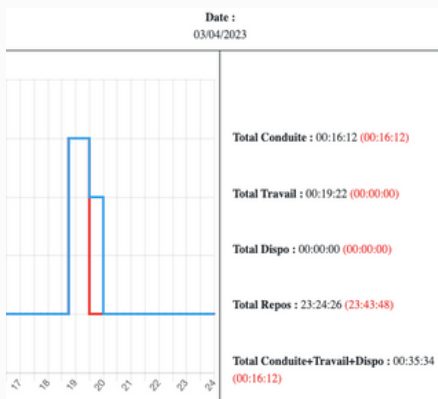 Date :
03/04/2023
Total Conduite : 00:16:12 (00:16:12)
Total Travail : 00:19:22 (00:00:00)
Total Dispo : 00:00:00 (00:00:00)
Total Repos : 23:24:26 (23:43:48)
Total Conduite+Travail+Dispo : 00:35:34
(00:16:12)
17 18 19 20 21 22 23 24